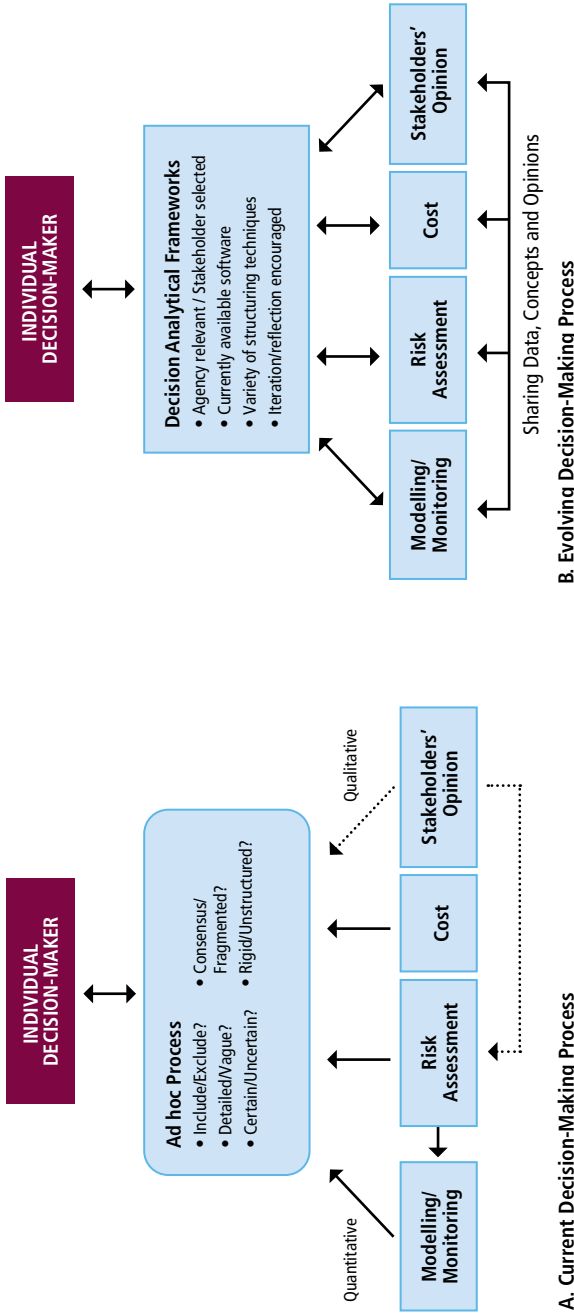 INDIVIDUAL
DECISION-MAKER
Ad hoc Process
• Include/Exclude?
• Detailed/Vague?
• Certain/Uncertain?
• Consensus/
Fragmented?
• Rigid/Unstructured?
Quantitative
Qualitative
Modelling/
Monitoring
Risk
Assessment
Cost
Stakeholders’
Opinion
A. Current Decision-Making Process
INDIVIDUAL
DECISION-MAKER
Decision Analytical Frameworks
• Agency relevant / Stakeholder selected
• Currently available software
• Variety of structuring techniques
• Iteration/reflection encouraged
Modelling/
Monitoring
Risk
Assessment
Cost
Stakeholders’
Opinion
Sharing Data, Concepts and Opinions
B. Evolving Decision-Making Process